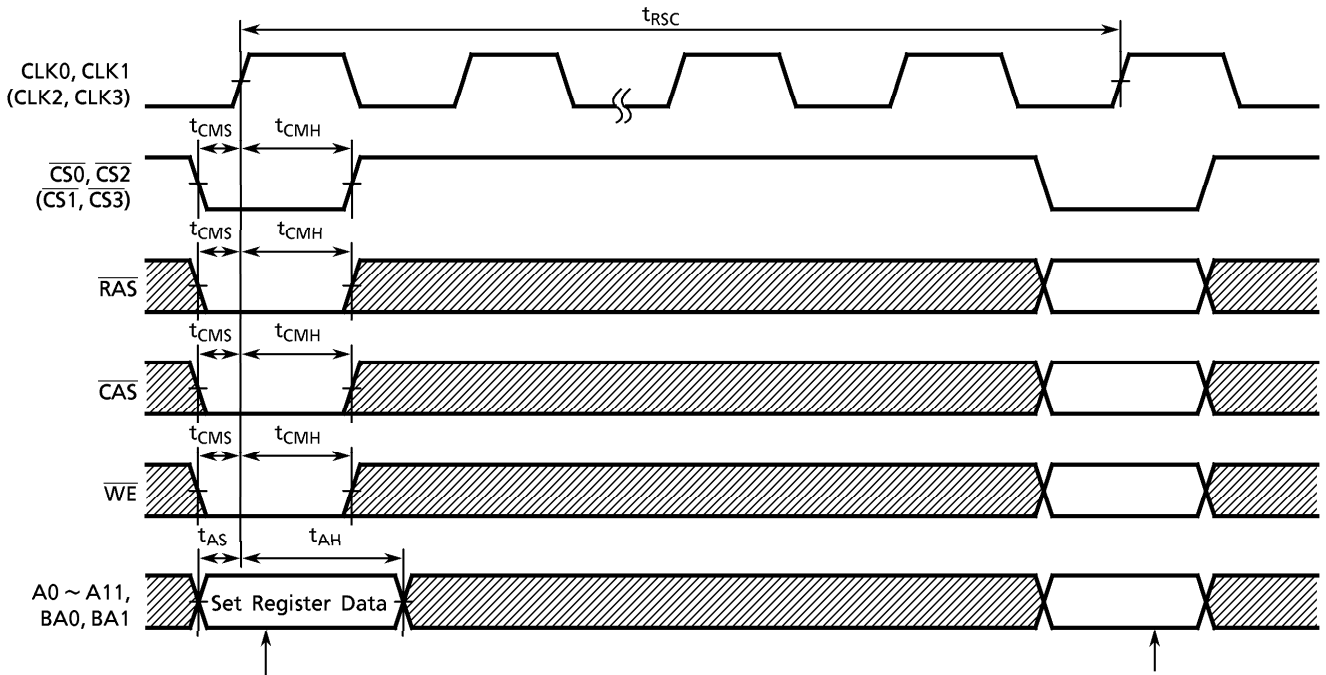 tRSC
CLK0, CLK1
(CLK2, CLK3)
tCMS tCMH
CS0, CS2
(CS1, CS3)
tCMS tCMH
RAS
tCMS tCMH
CAS
tCMS tCMH
WE
tAS tAH
A0 ~ A11,
BA0, BA1
Set Register Data